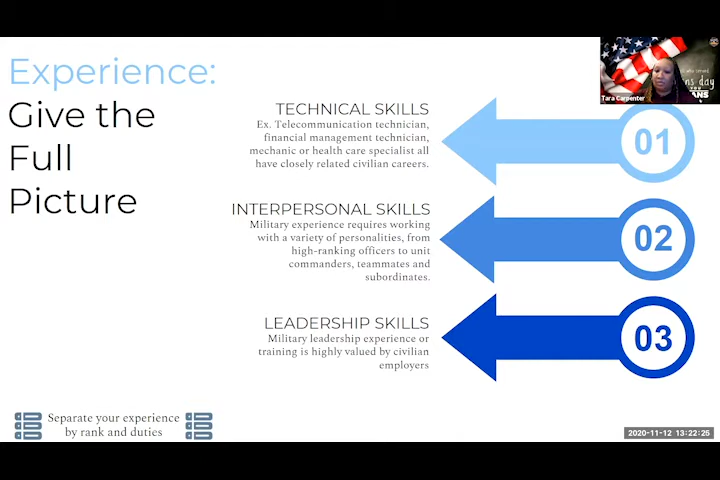 Experience:
Give the
Full
Picture
TECHNICAL SKILLS
Ex. Telecommunication technician,
financial management technician,
mechanic or health care specialist all
have closely related civilian careers.
01
INTERPERSONAL SKILLS
Military experience requires working
with a variety of personalities, from
high-ranking officers to unit
commanders, teammates and
subordinates.
02
LEADERSHIP SKILLS
Military leadership experience or
training is highly valued by civilian
employers
03
Separate your experience
by rank and duties
Tara Carpenter
day
2020-11-12 13:22:25